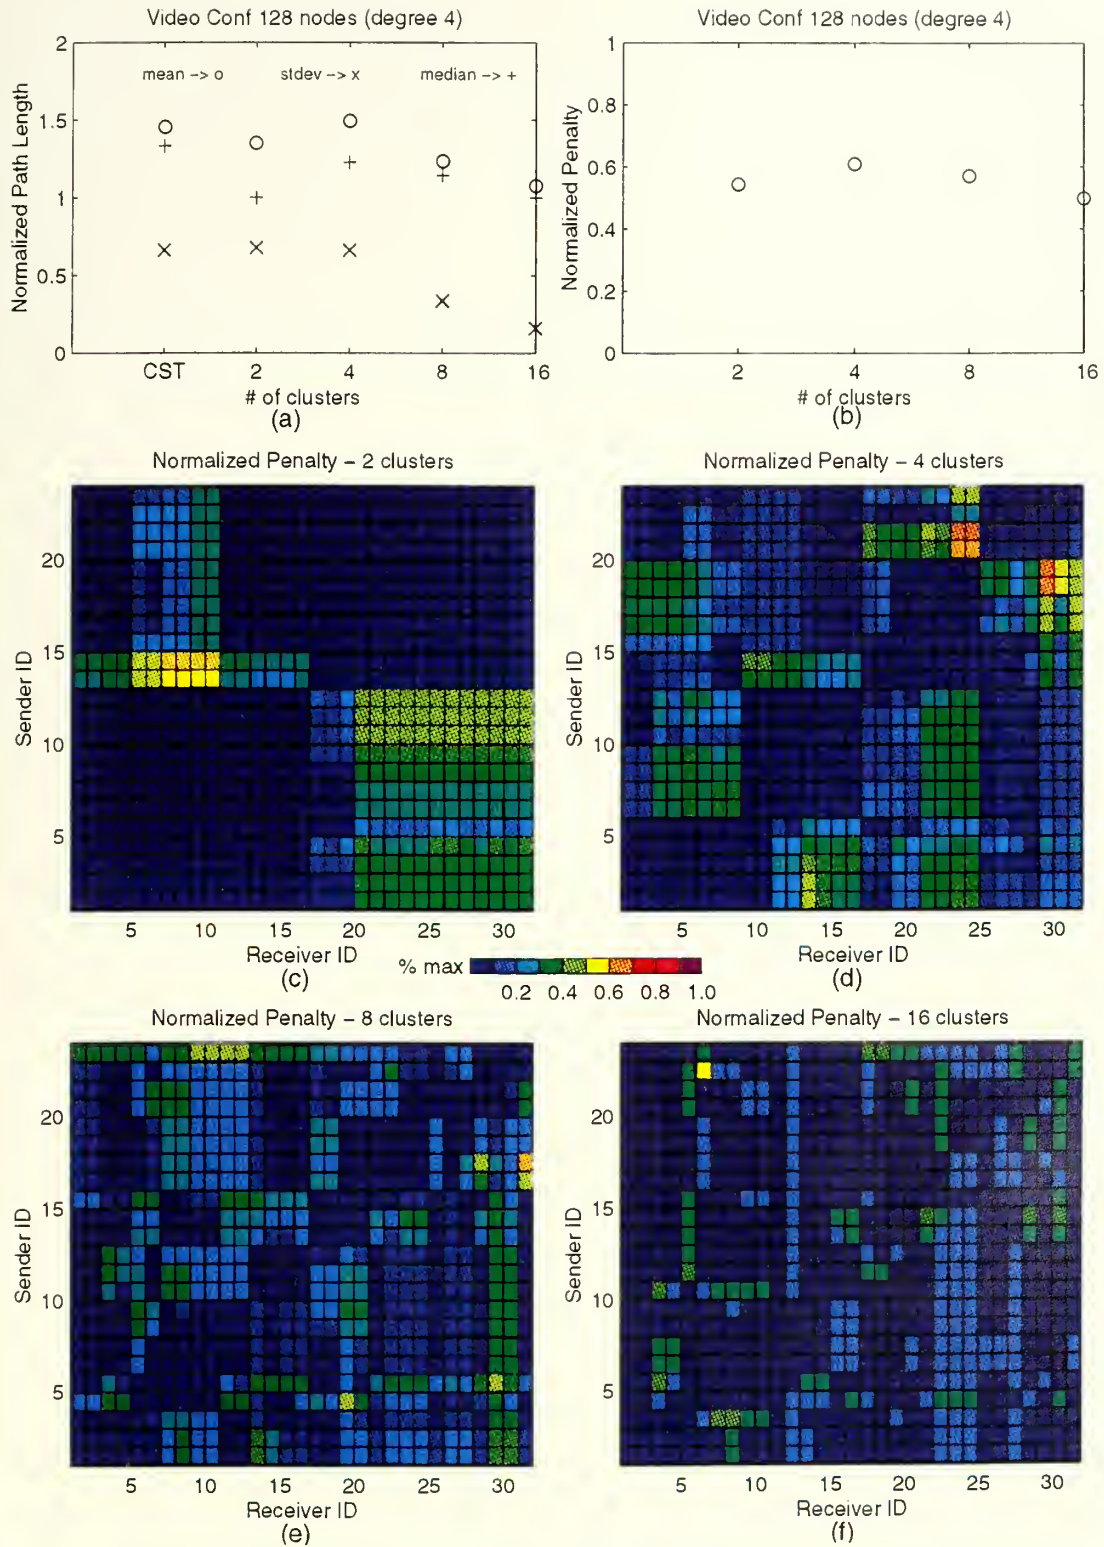 Video Conf 128 nodes (degree 4)
Video Conf 128 nodes (degree 4)
mean -> o
stdev -> x
median -> +
Normalized Path Length
2
1.5
1
0.5
0
CST
2
4
8
16
# of clusters
(a)
Normalized Penalty
1
0.8
0.6
0.4
0.2
0
2
4
8
16
# of clusters
(b)
Normalized Penalty – 2 clusters
Sender ID
20
15
10
5
5
10
15
20
25
30
Receiver ID
(c)
Normalized Penalty – 4 clusters
Sender ID
20
15
10
5
5
10
15
20
25
30
Receiver ID
(d)
% max
0.2 0.4 0.6 0.8 1.0
Normalized Penalty – 8 clusters
Sender ID
20
15
10
5
5
10
15
20
25
30
Receiver ID
(e)
Normalized Penalty – 16 clusters
Sender ID
20
15
10
5
5
10
15
20
25
30
Receiver ID
(f)